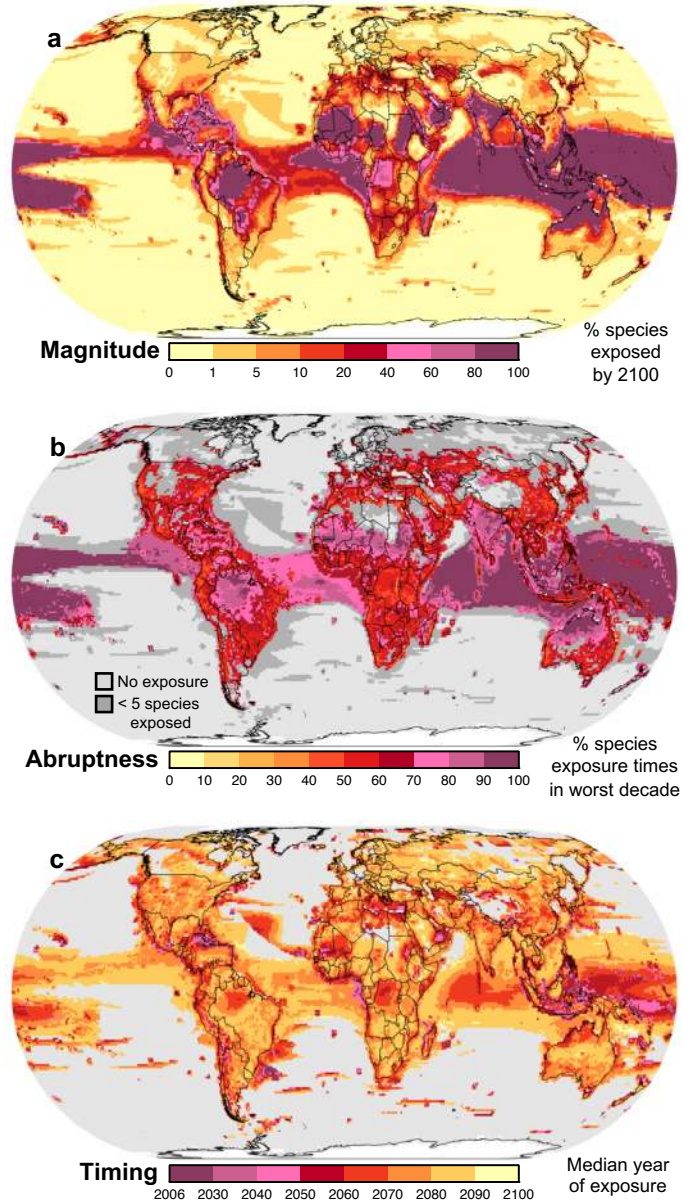 a
Magnitude
0 1 5 10 20 40 60 80 100
% species
exposed
by 2100
b
No exposure
< 5 species
exposed
Abruptness
0 10 20 30 40 50 60 70 80 90 100
% species
exposure times
in worst decade
c
Timing
2006 2030 2040 2050 2060 2070 2080 2090 2100
Median year
of exposure